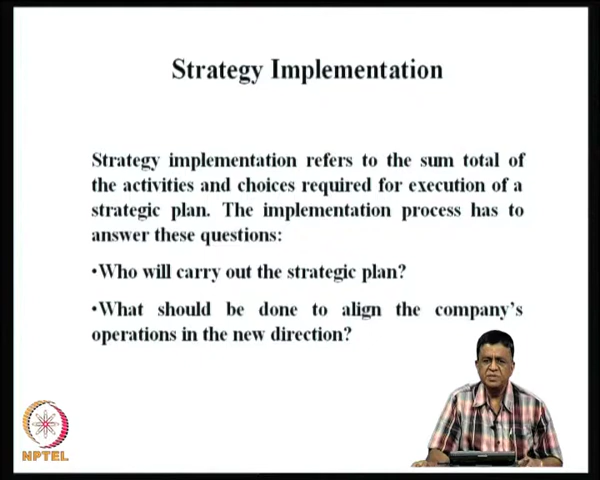 Strategy Implementation
Strategy implementation refers to the sum total of
the activities and choices required for execution of a
strategic plan. The implementation process has to
answer these questions:
•Who will carry out the strategic plan?
•What should be done to align the company's
operations in the new direction?
NPTEL